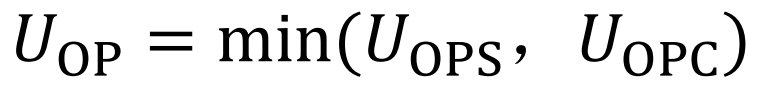 U_OP = min(U_OPS, U_OPC)